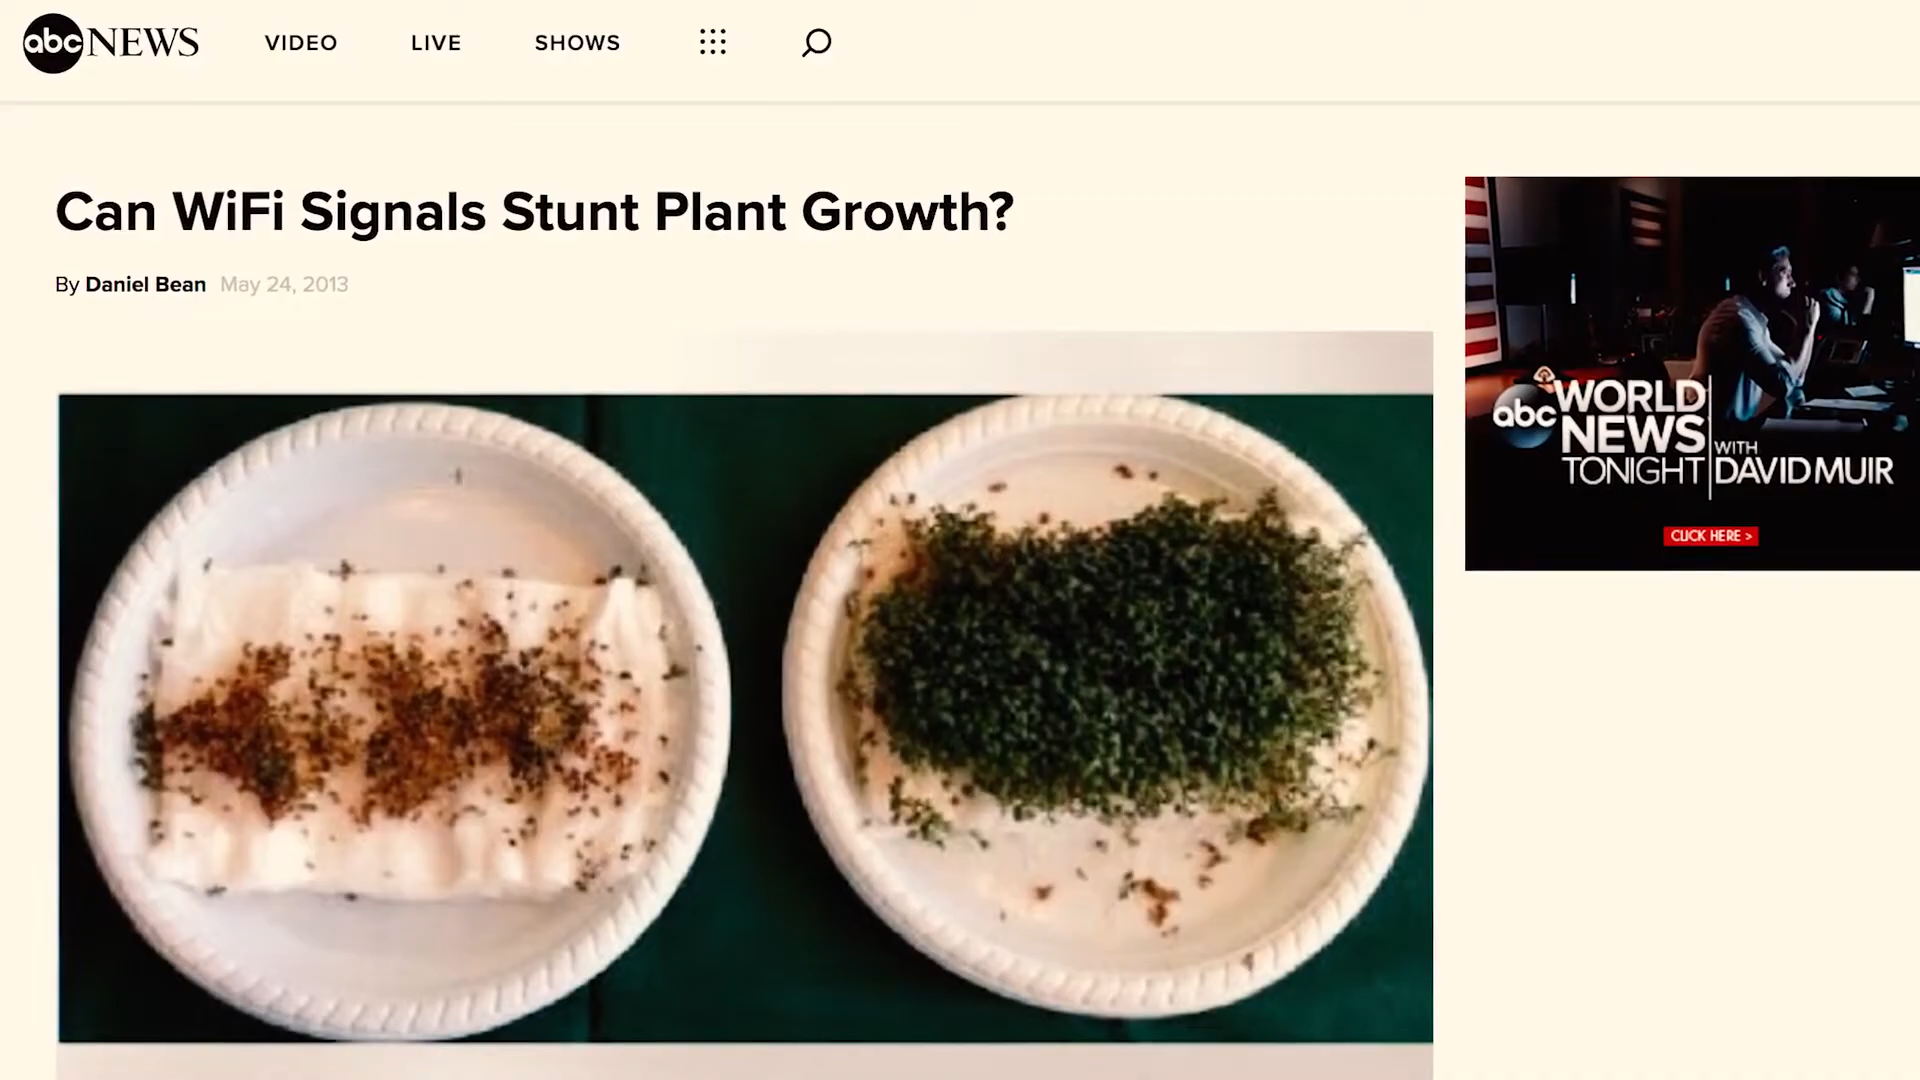 abc NEWS VIDEO LIVE SHOWS
Can WiFi Signals Stunt Plant Growth?
By Daniel Bean May 24, 2013
abc WORLD
NEWS
TONIGHT WITH DAVID MUIR
CLICK HERE >